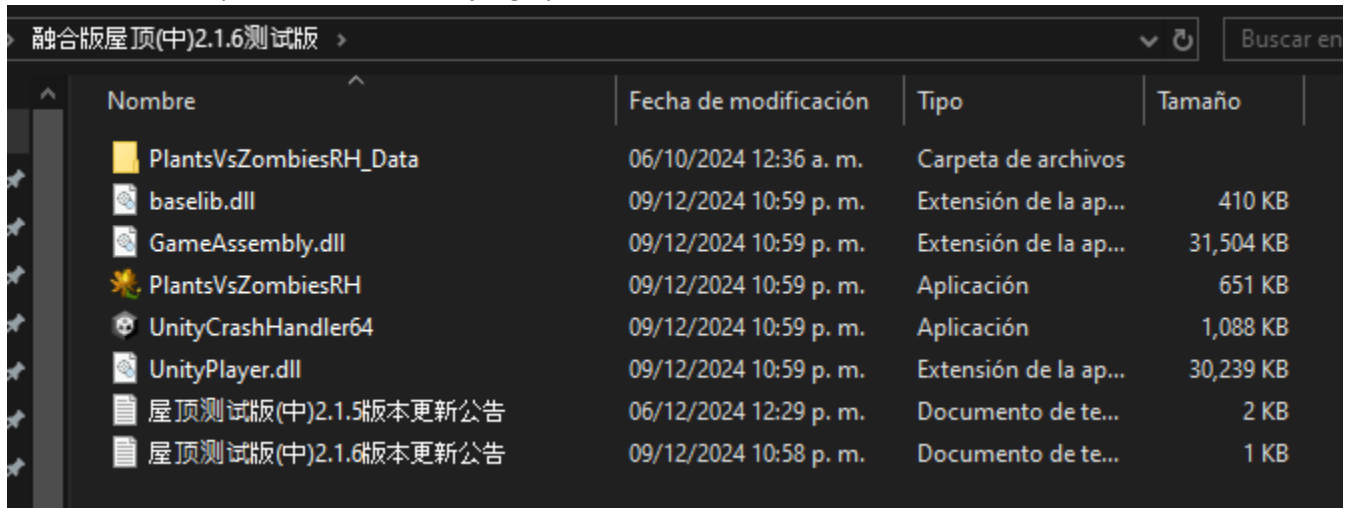 融合版屋顶(中)2.1.6测试版
Buscar en
Nombre Fecha de modificación Tipo Tamaño
PlantsVsZombiesRH_Data 06/10/2024 12:36 a. m. Carpeta de archivos
baselib.dll 09/12/2024 10:59 p. m. Extensión de la ap... 410 KB
GameAssembly.dll 09/12/2024 10:59 p. m. Extensión de la ap... 31,504 KB
PlantsVsZombiesRH 09/12/2024 10:59 p. m. Aplicación 651 KB
UnityCrashHandler64 09/12/2024 10:59 p. m. Aplicación 1,088 KB
UnityPlayer.dll 09/12/2024 10:59 p. m. Extensión de la ap... 30,239 KB
屋顶测试版(中)2.1.5版本更新公告 06/12/2024 12:29 p. m. Documento de te... 2 KB
屋顶测试版(中)2.1.6版本更新公告 09/12/2024 10:58 p. m. Documento de te... 1 KB